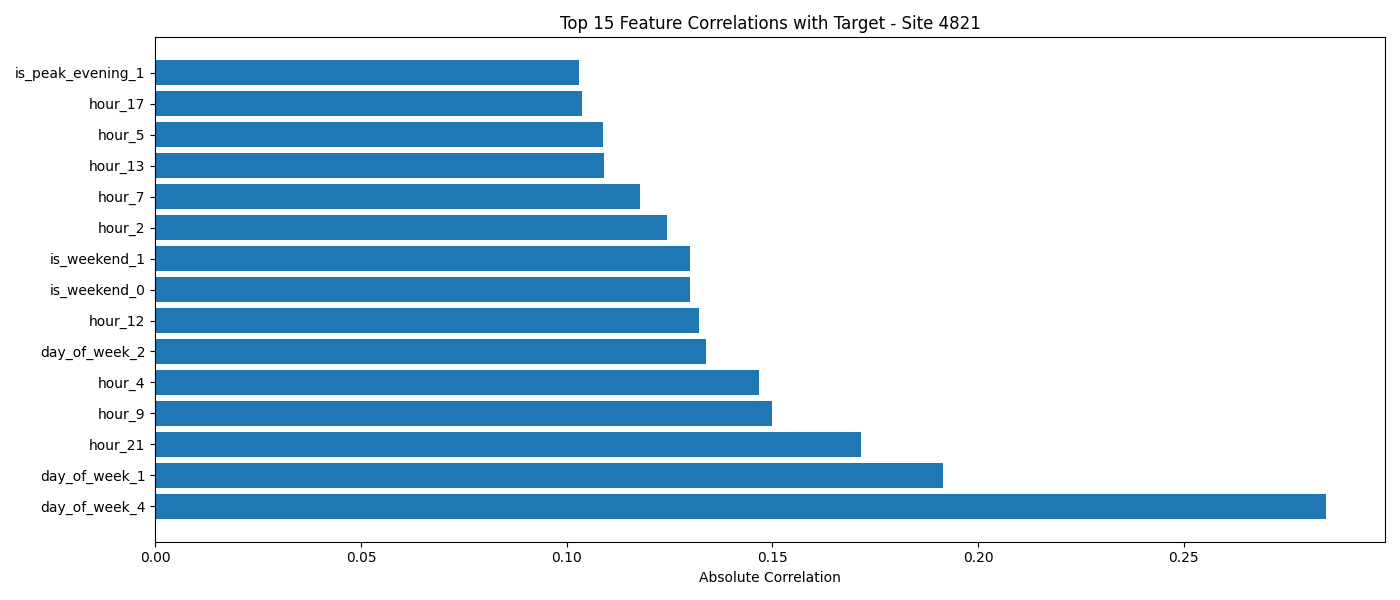 Top 15 Feature Correlations with Target - Site 4821
is_peak_evening_1
hour_17
hour_5
hour_13
hour_7
hour_2
is_weekend_1
is_weekend_0
hour_12
day_of_week_2
hour_4
hour_9
hour_21
day_of_week_1
day_of_week_4
0.00 0.05 0.10 0.15 0.20 0.25
Absolute Correlation